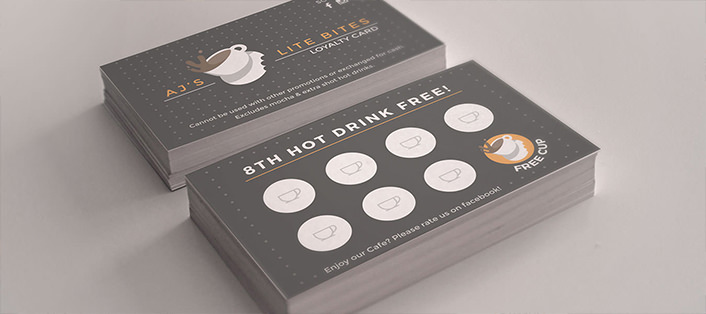 AJ'S LITE BITES
LOYALTY CARD
Cannot be used with other promotions or exchanged for cash.
Excludes mocha & extra shot hot drinks.
8TH HOT DRINK FREE!
FREE CUP
Enjoy our Cafe? Please rate us on facebook!